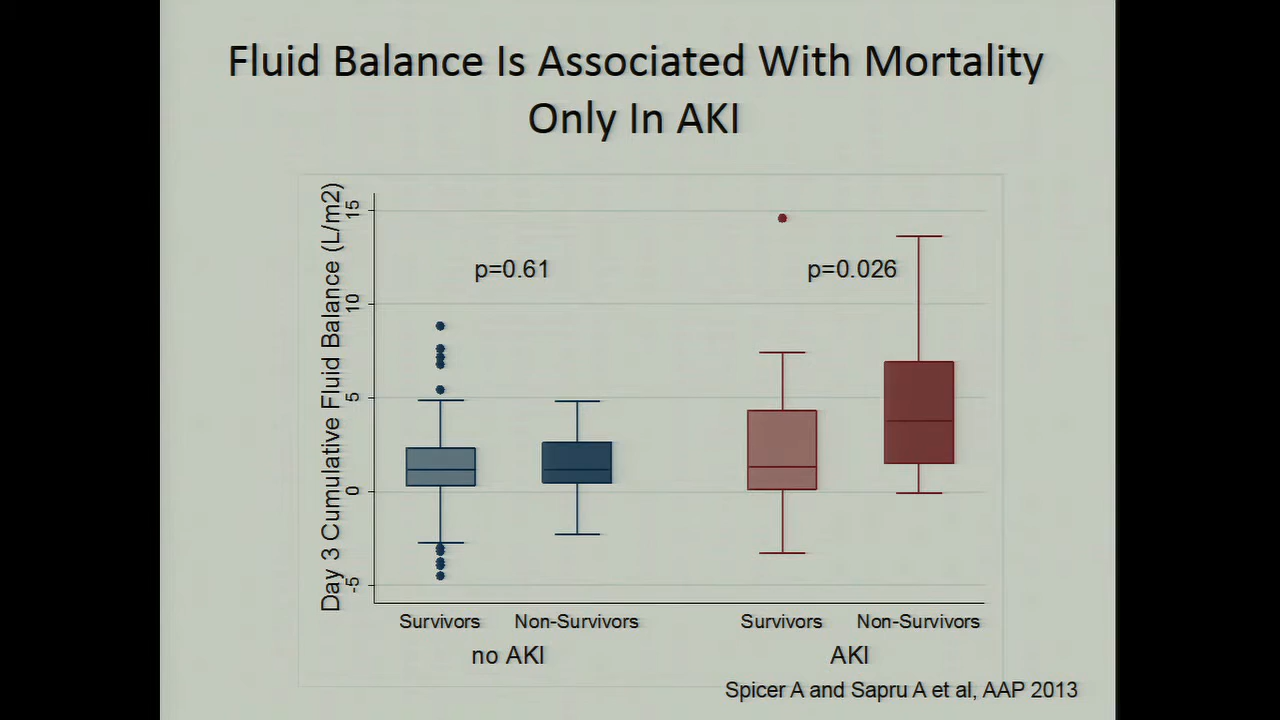 Fluid Balance Is Associated With Mortality
Only In AKI
Day 3 Cumulative Fluid Balance (L/m2)
15
10
5
0
-5
p=0.61
p=0.026
Survivors
Non-Survivors
Survivors
Non-Survivors
no AKI
AKI
Spicer A and Sapru A et al, AAP 2013